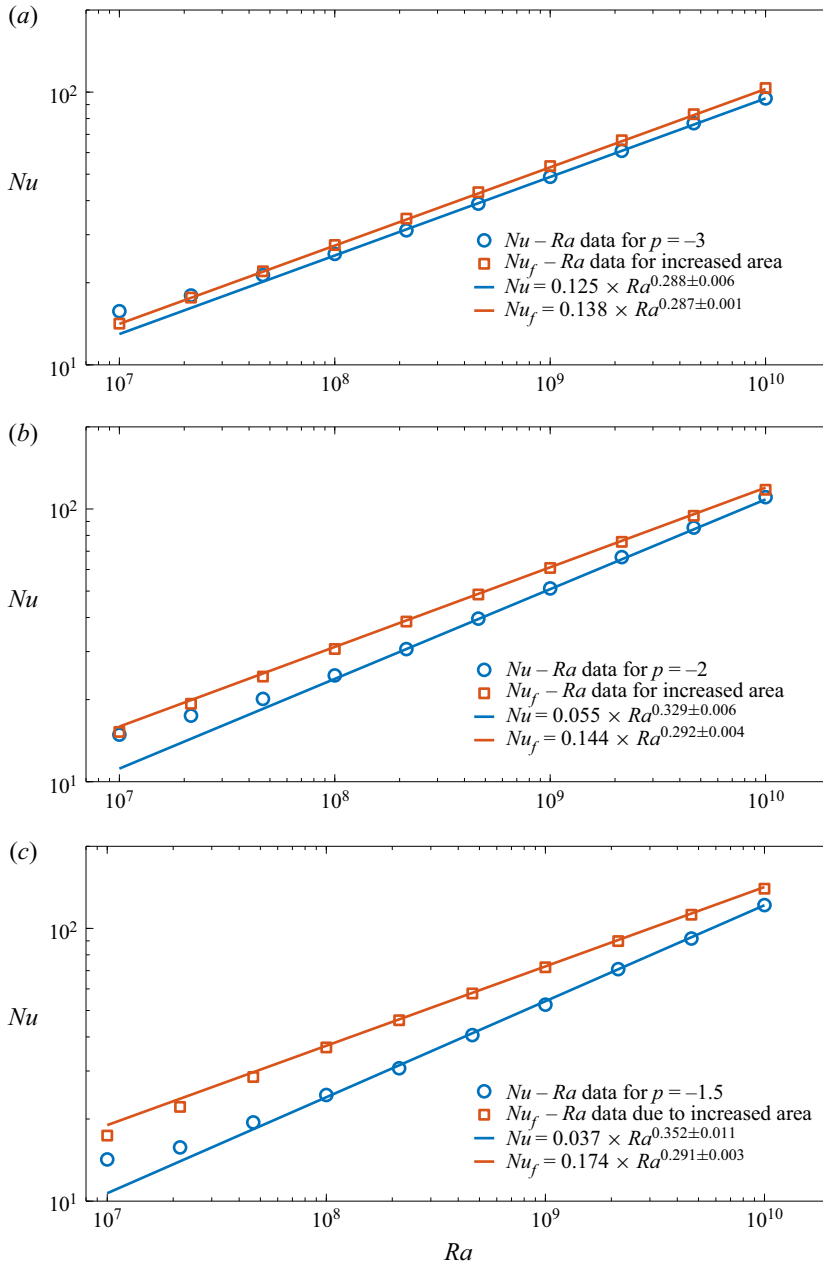 (a)
10^2
Nu
Nu – Ra data for p = –3
Nu_f – Ra data for increased area
Nu = 0.125 × Ra^{0.288±0.006}
Nu_f = 0.138 × Ra^{0.287±0.001}
10^1
10^7 10^8 10^9 10^{10}
(b)
10^2
Nu
Nu – Ra data for p = –2
Nu_f – Ra data for increased area
Nu = 0.055 × Ra^{0.329±0.006}
Nu_f = 0.144 × Ra^{0.292±0.004}
10^1
10^7 10^8 10^9 10^{10}
(c)
10^2
Nu
Nu – Ra data for p = –1.5
Nu_f – Ra data due to increased area
Nu = 0.037 × Ra^{0.352±0.011}
Nu_f = 0.174 × Ra^{0.291±0.003}
10^1
10^7 10^8 10^9 10^{10}
Ra